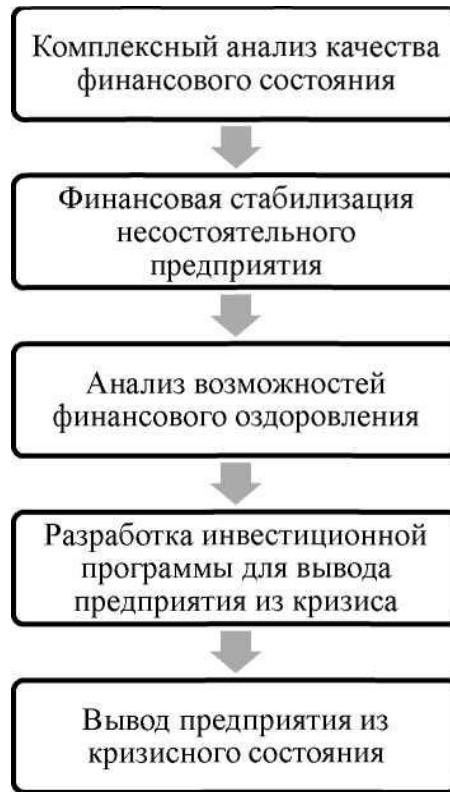 Комплексный анализ качества
финансового состояния
Финансовая стабилизация
несостоятельного
предприятия
Анализ возможностей
финансового оздоровления
Разработка инвестиционной
программы для вывода
предприятия из кризиса
Вывод предприятия из
кризисного состояния